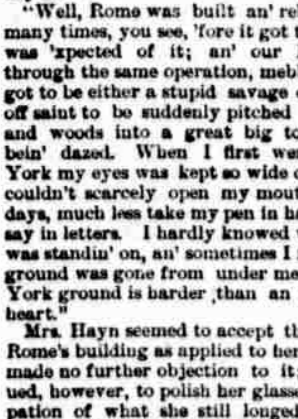 "Well, Rome was built an' re
many times, you see, 'fore it got
was 'xpected of it; an' our
through the same operation, meb
got to be either a stupid savage
off saint to be suddenly pitched
and woods into a great big to
bein' dazed. When I first we
York my eyes was kept so wide
couldn't scarcely open my mou
days, much less take my pen in h
say in letters. I hardly knowed
was standin' on, an' sometimes I
ground was gone from under me
York ground is harder than an
heart."
Mrs. Hayn seemed to accept th
Rome's building as applied to her
made no further objection to it
ued, however, to polish her glass
pation of what she still longe